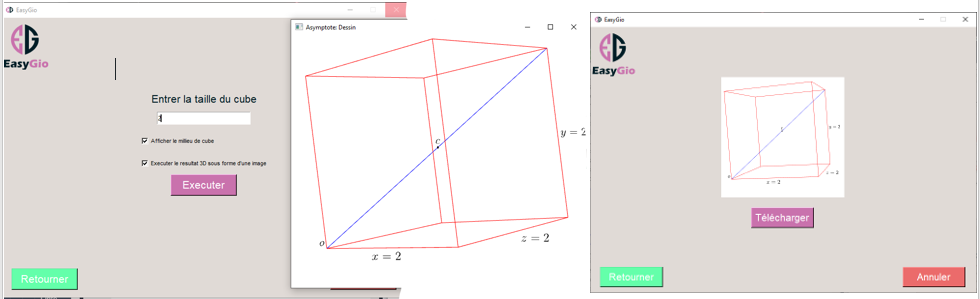 EasyGio
EasyGio
Entrer la taille du cube
Afficher le milieu de cube
Executer le resultat 3D sous forme d'une image
Executer
Retourner
Asymptote: Dessin
c
y = 2
o
x = 2
z = 2
EasyGio
EasyGio
x = 2
z = 2
Télécharger
Retourner
Annuler